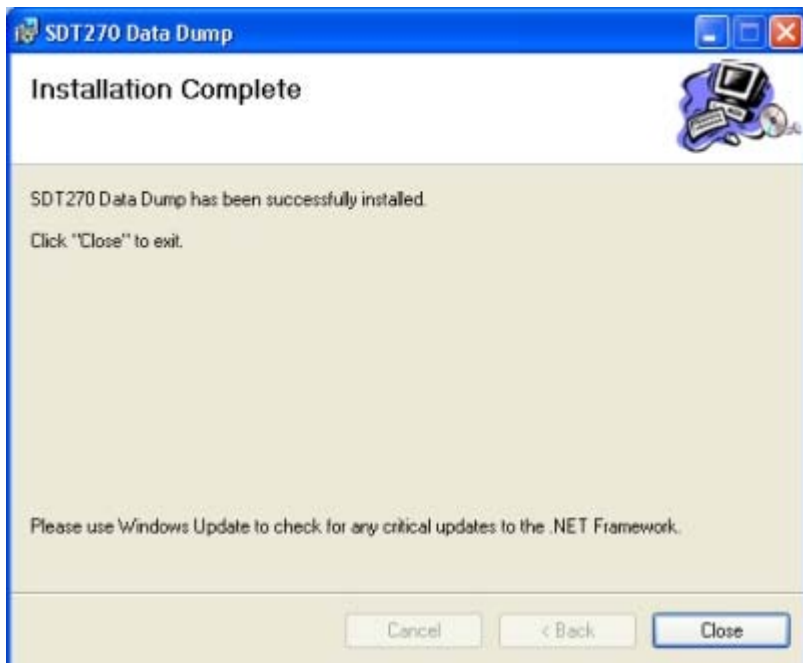 SDT270 Data Dump
Installation Complete
SDT270 Data Dump has been successfully installed.
Click "Close" to exit.
Please use Windows Update to check for any critical updates to the .NET Framework.
Cancel < Back Close